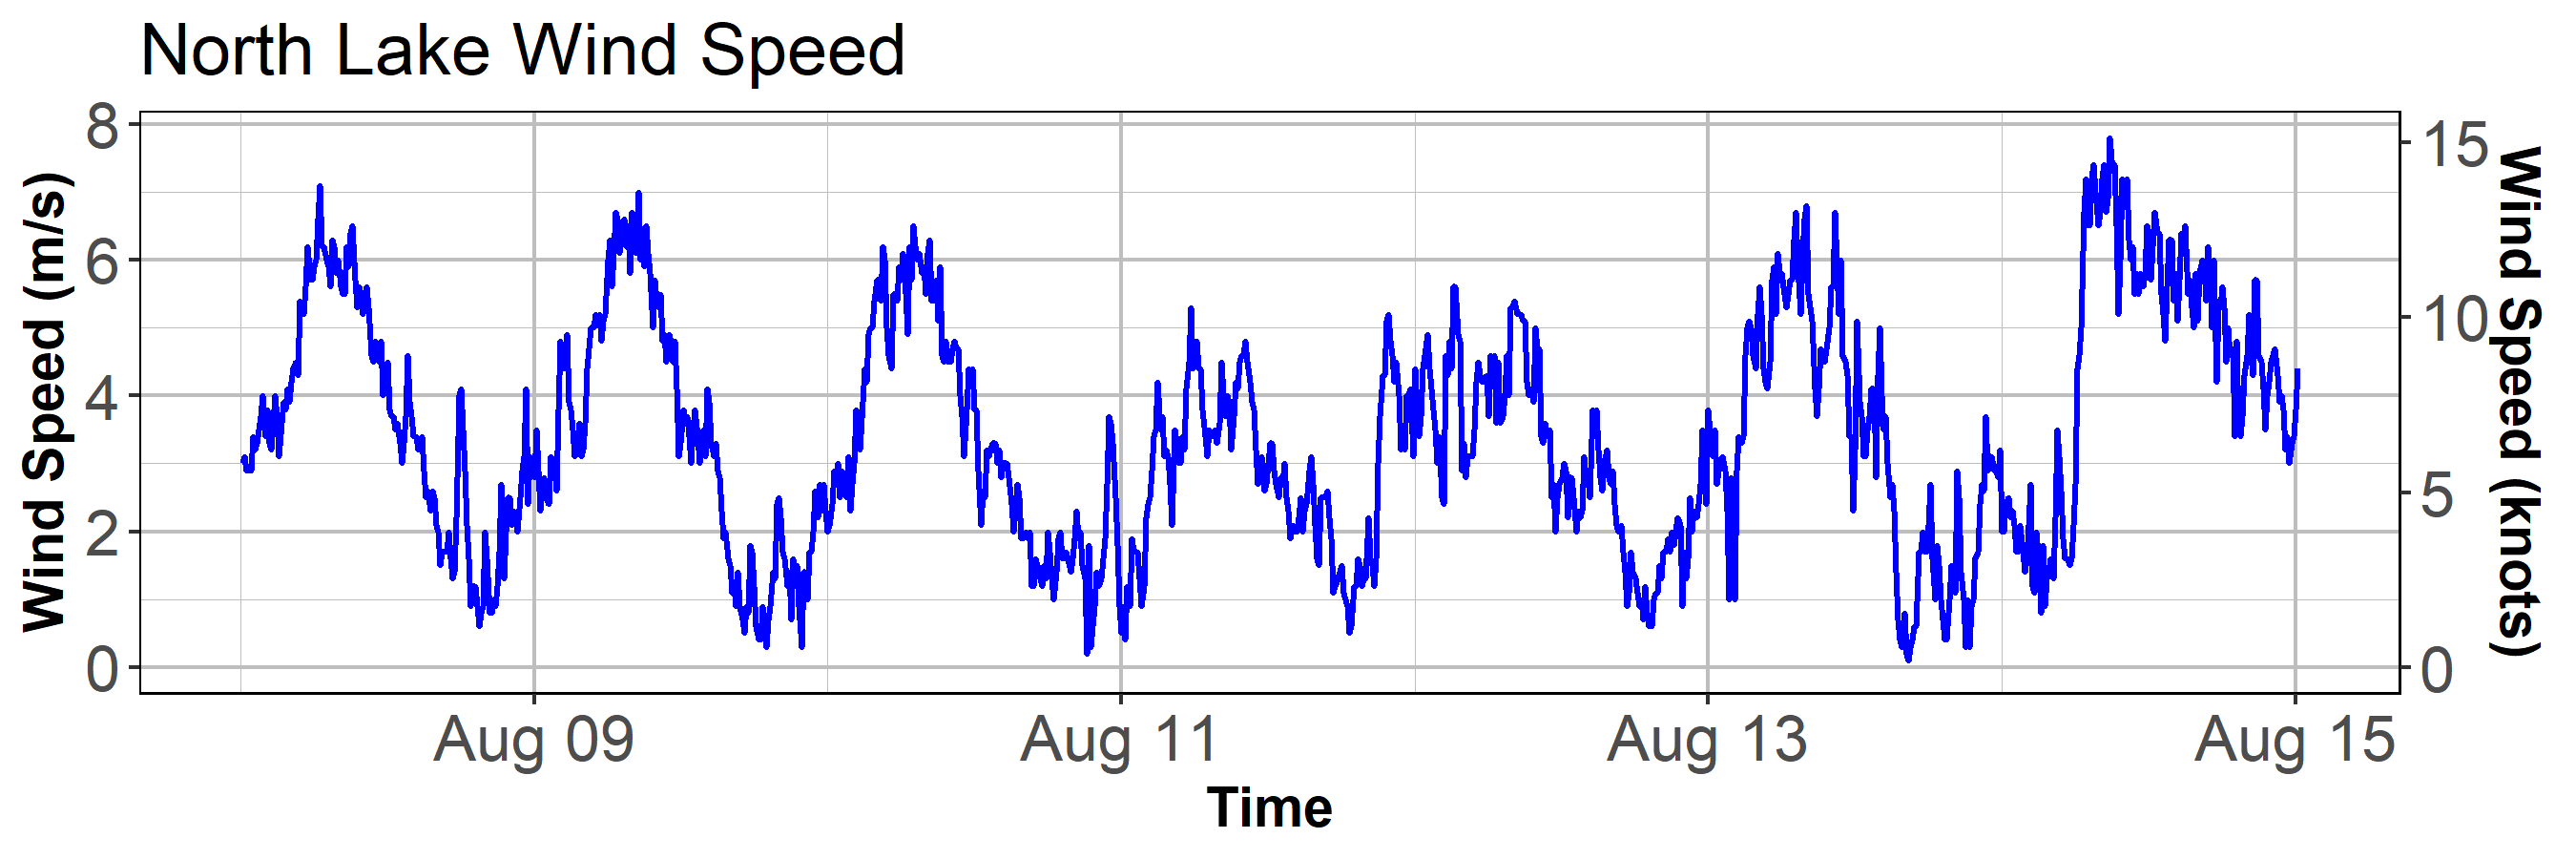 North Lake Wind Speed
Wind Speed (m/s)
8
6
4
2
0
15
10
5
0
Wind Speed (knots)
Aug 09
Aug 11
Aug 13
Aug 15
Time